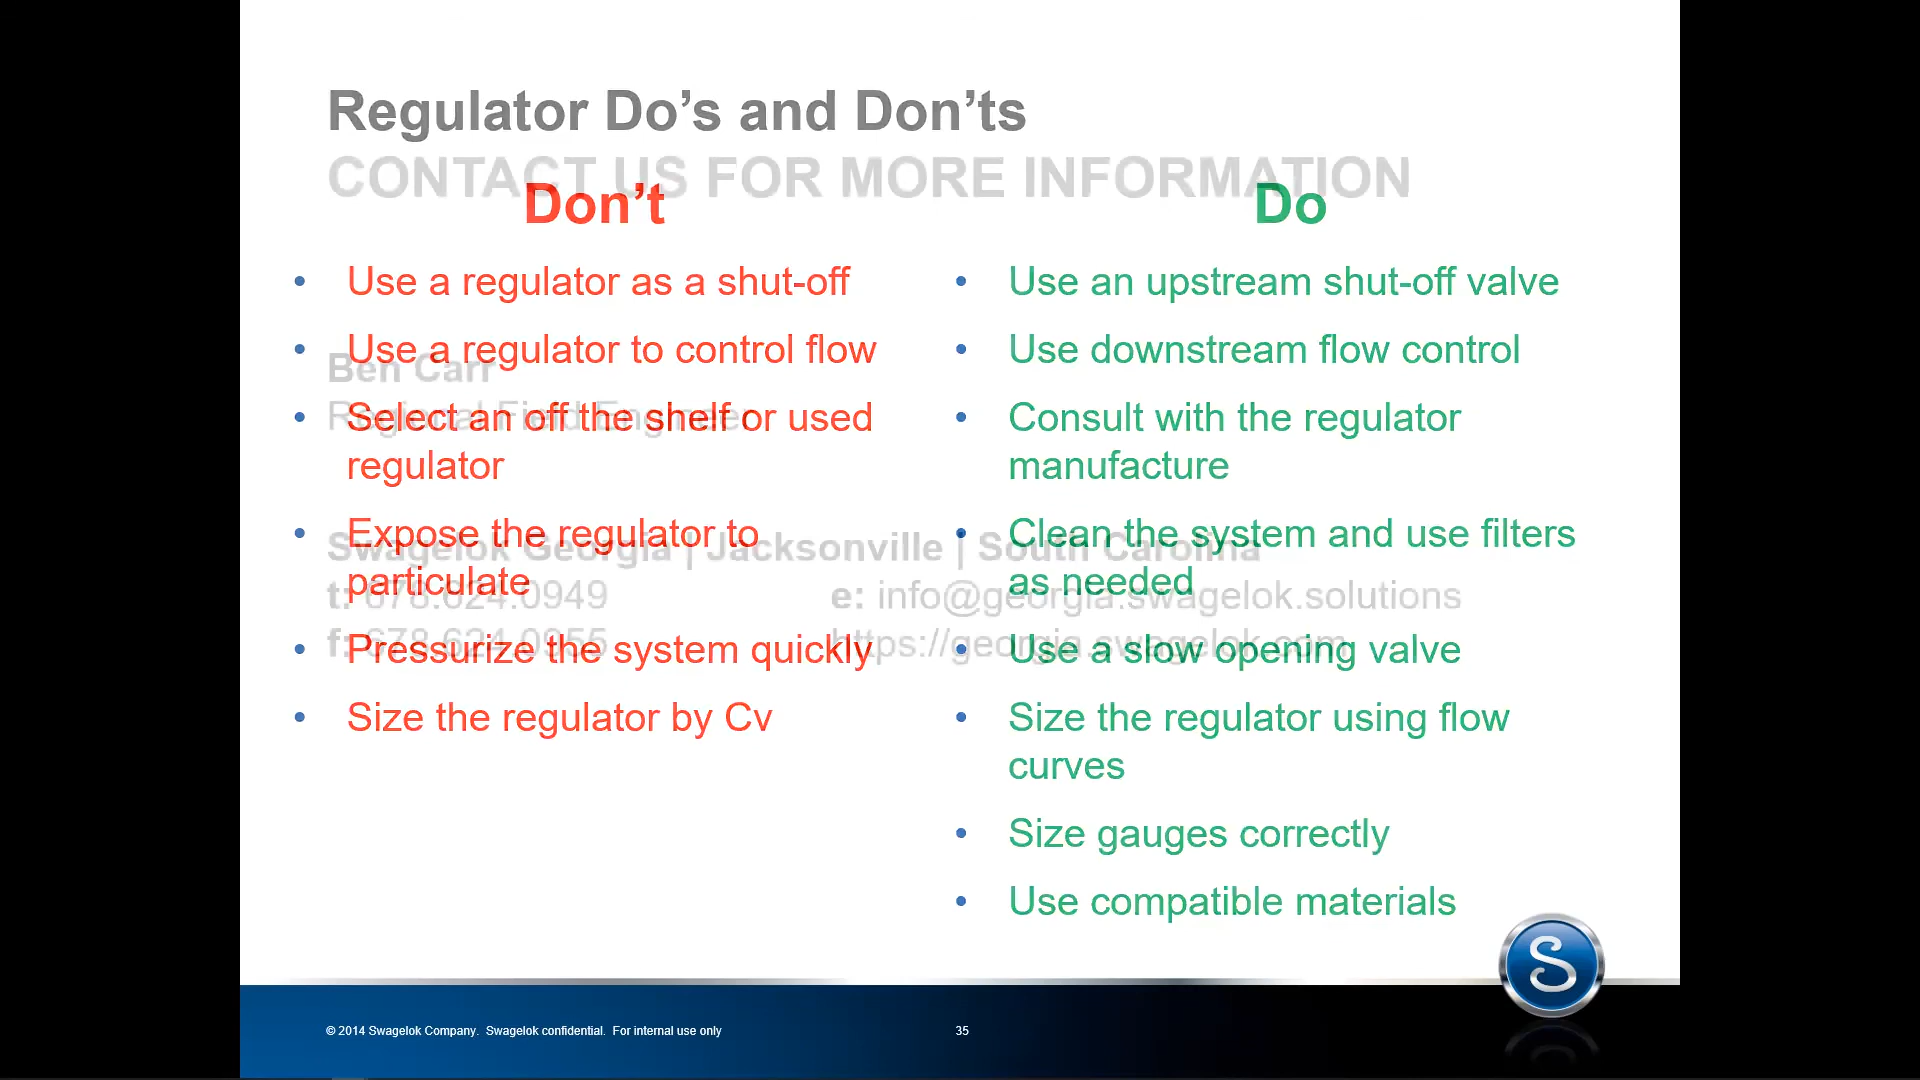 Regulator Do’s and Don’ts
CONTACT US FOR MORE INFORMATION
Don’t
Use a regulator as a shut-off
Use a regulator to control flow
Select an off the shelf or used
regulator
Expose the regulator to
particulate
Pressurize the system quickly
Size the regulator by Cv
Do
Use an upstream shut-off valve
Use downstream flow control
Consult with the regulator
manufacture
Clean the system and use filters
as needed
Use a slow opening valve
Size the regulator using flow
curves
Size gauges correctly
Use compatible materials
Ben Carr
Regional Field Engineer
Swagelok Georgia | Jacksonville | South Carolina
t: 678.624.0949
e: info@georgia.swagelok.solutions
f: 678.624.0955
https://georgia.swagelok.com
S
© 2014 Swagelok Company. Swagelok confidential. For internal use only
35